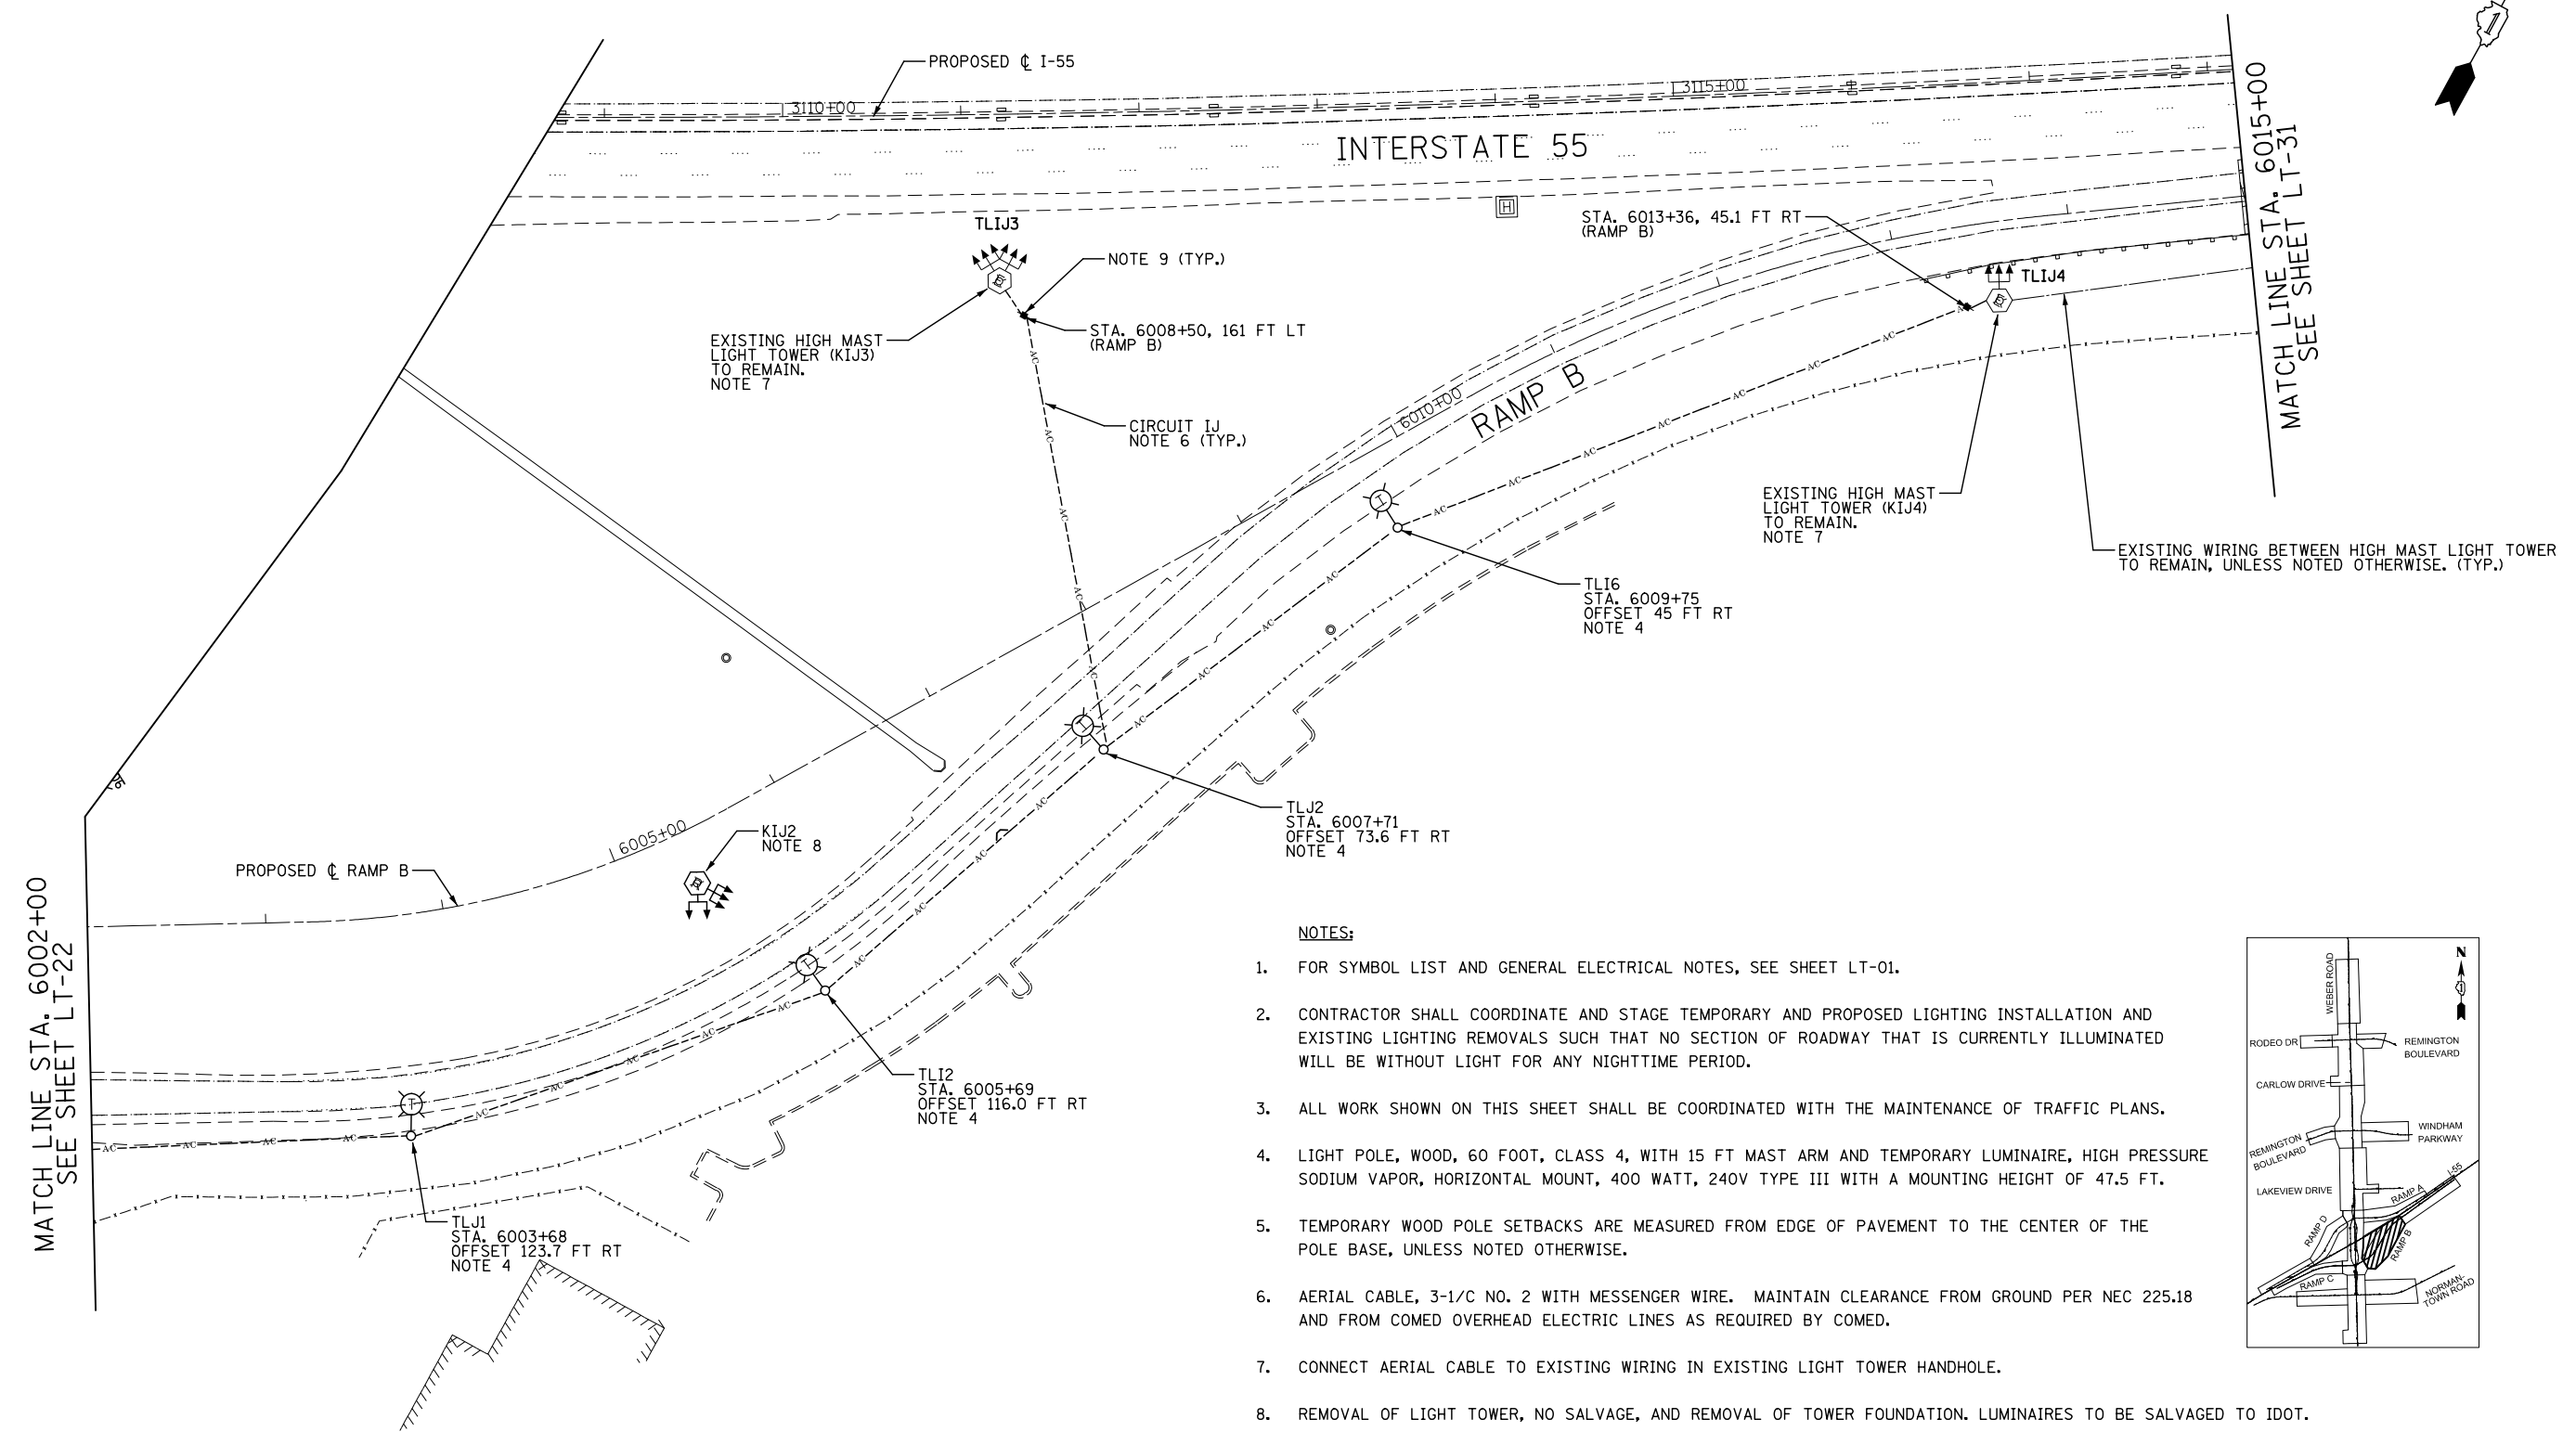 PROPOSED ℄ I-55
3110+00
3115+00
INTERSTATE 55
MATCH LINE STA. 6015+00
SEE SHEET LT-31
TLIJ3
NOTE 9 (TYP.)
STA. 6008+50, 161 FT LT
(RAMP B)
EXISTING HIGH MAST
LIGHT TOWER (KIJ3)
TO REMAIN.
NOTE 7
CIRCUIT IJ
NOTE 6 (TYP.)
H
STA. 6013+36, 45.1 FT RT
(RAMP B)
TLIJ4
6010+00
RAMP B
EXISTING HIGH MAST
LIGHT TOWER (KIJ4)
TO REMAIN.
NOTE 7
EXISTING WIRING BETWEEN HIGH MAST LIGHT TOWER
TO REMAIN, UNLESS NOTED OTHERWISE. (TYP.)
TLI6
STA. 6009+75
OFFSET 45 FT RT
NOTE 4
TLJ2
STA. 6007+71
OFFSET 73.6 FT RT
NOTE 4
6005+00
KIJ2
NOTE 8
PROPOSED ℄ RAMP B
MATCH LINE STA. 6002+00
SEE SHEET LT-22
TLI2
STA. 6005+69
OFFSET 116.0 FT RT
NOTE 4
TLJ1
STA. 6003+68
OFFSET 123.7 FT RT
NOTE 4
NOTES:
1. FOR SYMBOL LIST AND GENERAL ELECTRICAL NOTES, SEE SHEET LT-01.
2. CONTRACTOR SHALL COORDINATE AND STAGE TEMPORARY AND PROPOSED LIGHTING INSTALLATION AND
EXISTING LIGHTING REMOVALS SUCH THAT NO SECTION OF ROADWAY THAT IS CURRENTLY ILLUMINATED
WILL BE WITHOUT LIGHT FOR ANY NIGHTTIME PERIOD.
3. ALL WORK SHOWN ON THIS SHEET SHALL BE COORDINATED WITH THE MAINTENANCE OF TRAFFIC PLANS.
4. LIGHT POLE, WOOD, 60 FOOT, CLASS 4, WITH 15 FT MAST ARM AND TEMPORARY LUMINAIRE, HIGH PRESSURE
SODIUM VAPOR, HORIZONTAL MOUNT, 400 WATT, 240V TYPE III WITH A MOUNTING HEIGHT OF 47.5 FT.
5. TEMPORARY WOOD POLE SETBACKS ARE MEASURED FROM EDGE OF PAVEMENT TO THE CENTER OF THE
POLE BASE, UNLESS NOTED OTHERWISE.
6. AERIAL CABLE, 3-1/C NO. 2 WITH MESSENGER WIRE. MAINTAIN CLEARANCE FROM GROUND PER NEC 225.18
AND FROM COMED OVERHEAD ELECTRIC LINES AS REQUIRED BY COMED.
7. CONNECT AERIAL CABLE TO EXISTING WIRING IN EXISTING LIGHT TOWER HANDHOLE.
8. REMOVAL OF LIGHT TOWER, NO SALVAGE, AND REMOVAL OF TOWER FOUNDATION. LUMINAIRES TO BE SALVAGED TO IDOT.
N
WEBER ROAD
RODEO DR
REMINGTON
BOULEVARD
CARLOW DRIVE
REMINGTON
BOULEVARD
WINDHAM
PARKWAY
LAKEVIEW DRIVE
I-55
RAMP A
RAMP D
RAMP B
RAMP C
NORMAN-
TOWN ROAD